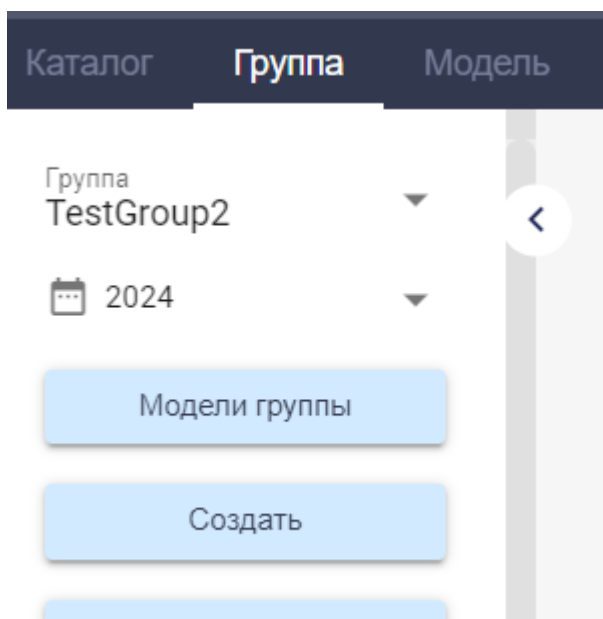 Каталог Группа Модель
Группа
TestGroup2
2024
Модели группы
Создать